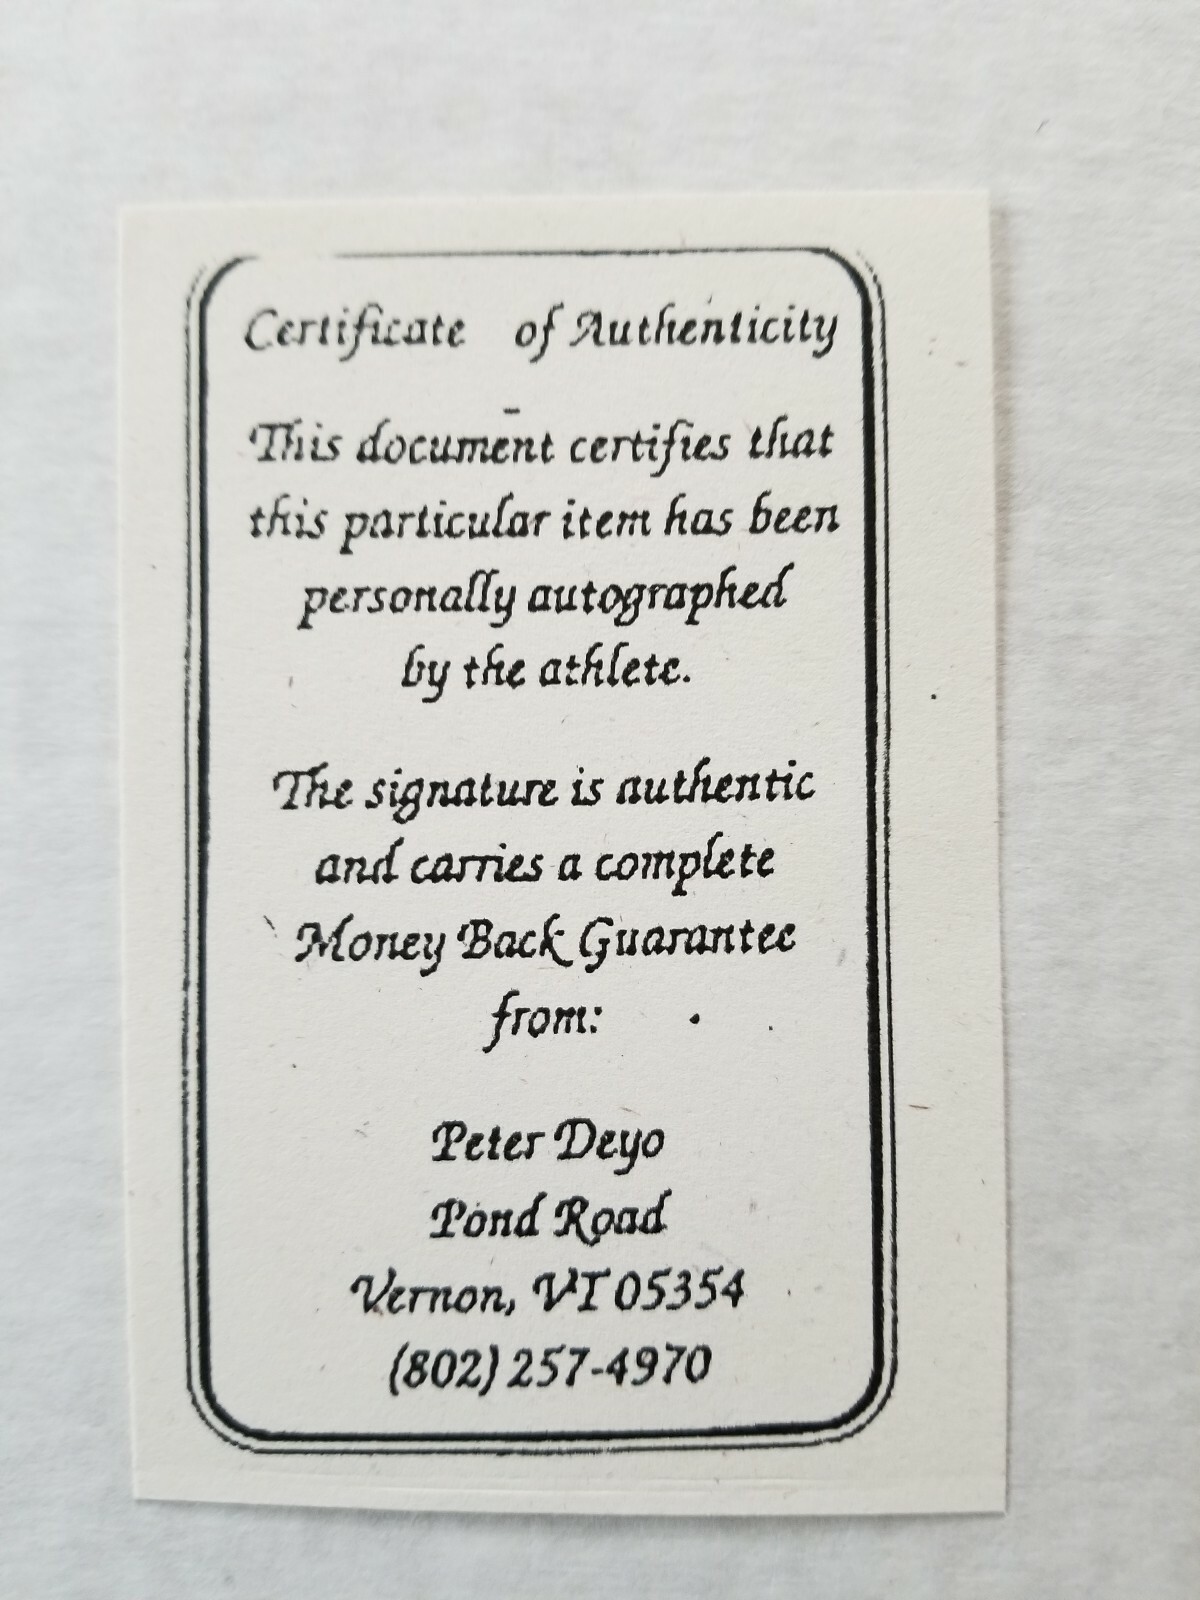 Certificate of Authenticity
This document certifies that
this particular item has been
personally autographed
by the athlete.
The signature is authentic
and carries a complete
Money Back Guarantee
from:
Peter Deyo
Pond Road
Vernon, VT 05354
(802) 257-4970